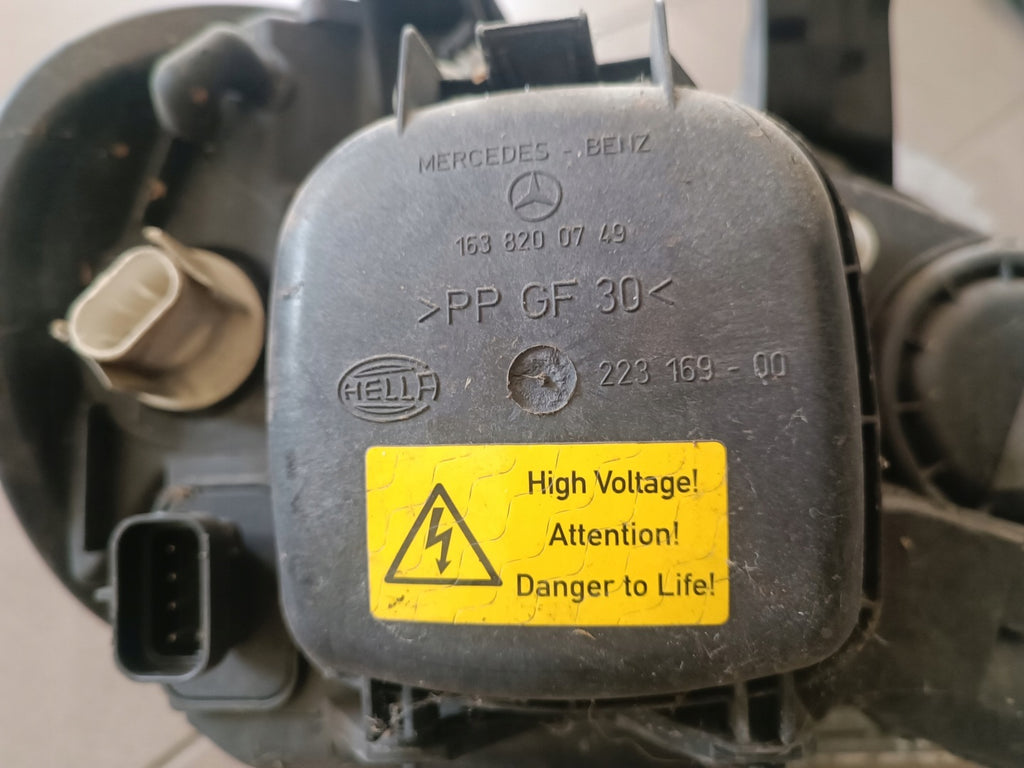 MERCEDES - BENZ
163 820 07 49
>PP GF 30<
HELLA
223 169 - 00
High Voltage!
Attention!
Danger to Life!